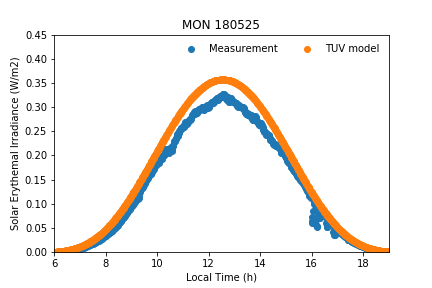 MON 180525
Measurement TUV model
0.45
0.40
0.35
0.30
0.25
0.20
0.15
0.10
0.05
0.00
Solar Erythemal Irradiance (W/m2)
6 8 10 12 14 16 18
Local Time (h)